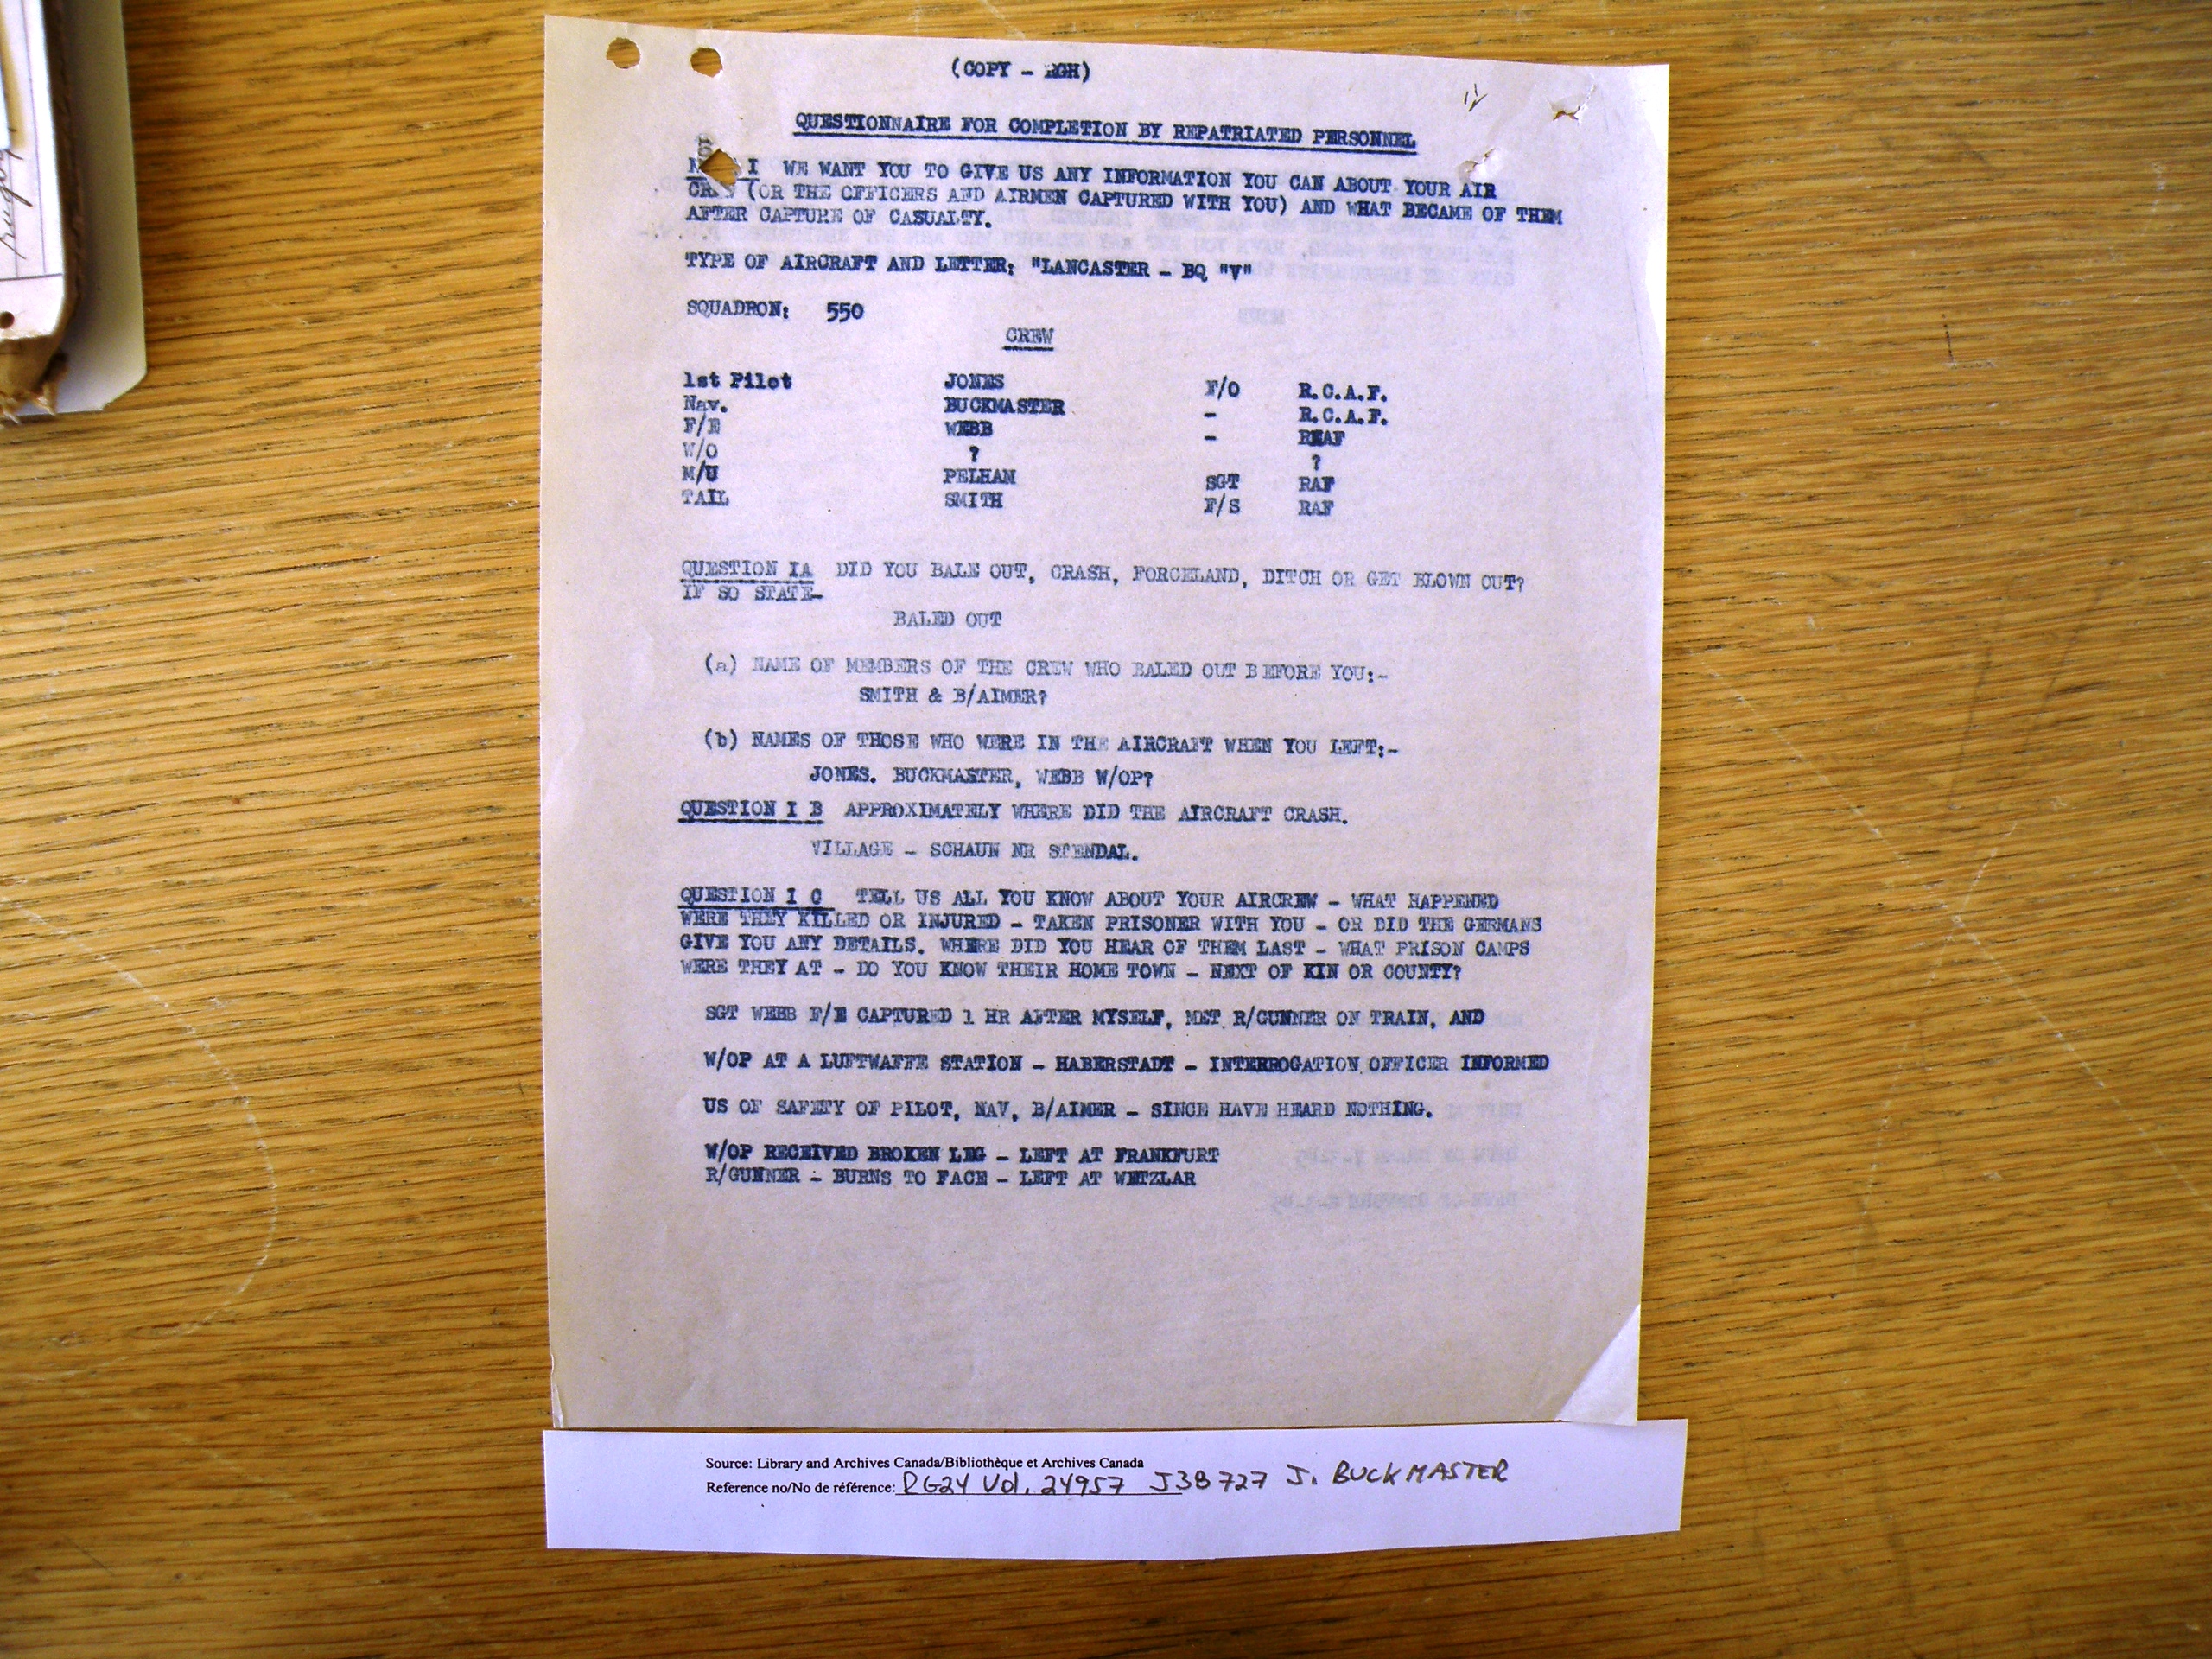 (COPY - RGH)
QUESTIONNAIRE FOR COMPLETION BY REPATRIATED PERSONNEL
I WE WANT YOU TO GIVE US ANY INFORMATION YOU CAN ABOUT YOUR AIR
(OR THE OFFICERS AND AIRMEN CAPTURED WITH YOU) AND WHAT BECAME OF THEM
AFTER CAPTURE OF CASUALTY.
TYPE OF AIRCRAFT AND LETTER: "LANCASTER - BQ "V"
SQUADRON: 550
CREW
1st Pilot JONES F/O R.C.A.F.
Nav. BUCKMASTER - R.C.A.F.
F/E WEBB - RAF
W/O ? ?
M/U PELHAM SGT RAF
TAIL SMITH F/S RAF
QUESTION IA DID YOU BALE OUT, CRASH, FORCELAND, DITCH OR GET BLOWN OUT?
IF SO STATE-
BALED OUT
(a) NAME OF MEMBERS OF THE CREW WHO BALED OUT BEFORE YOU:-
SMITH & B/AIMER?
(b) NAMES OF THOSE WHO WERE IN THE AIRCRAFT WHEN YOU LEFT:-
JONES. BUCKMASTER, WEBB W/OP?
QUESTION I B APPROXIMATELY WHERE DID THE AIRCRAFT CRASH.
VILLAGE - SCHAUN NR STENDAL.
QUESTION I C TELL US ALL YOU KNOW ABOUT YOUR AIRCREW - WHAT HAPPENED
WERE THEY KILLED OR INJURED - TAKEN PRISONER WITH YOU - OR DID THE GERMANS
GIVE YOU ANY DETAILS. WHERE DID YOU HEAR OF THEM LAST - WHAT PRISON CAMPS
WERE THEY AT - DO YOU KNOW THEIR HOME TOWN - NEXT OF KIN OR COUNTY?
SGT WEBB F/E CAPTURED 1 HR AFTER MYSELF, MET R/GUNNER ON TRAIN, AND
W/OP AT A LUFTWAFFE STATION - HABERSTADT - INTERROGATION OFFICER INFORMED
US OF SAFETY OF PILOT, NAV, B/AIMER - SINCE HAVE HEARD NOTHING.
W/OP RECEIVED BROKEN LEG - LEFT AT FRANKFURT
R/GUNNER - BURNS TO FACE - LEFT AT WETZLAR
Source: Library and Archives Canada/Bibliothèque et Archives Canada
Reference no/No de référence: RG24 Vol. 24957 J38727 J. BUCKMASTER